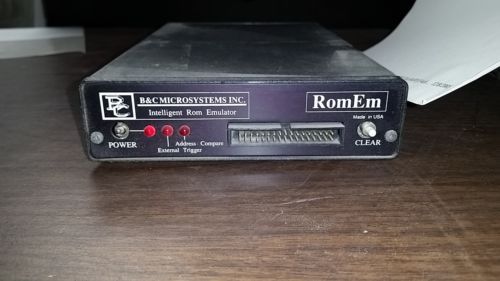 BC
B&C MICROSYSTEMS INC.
Intelligent Rom Emulator
RomEm
Made in USA
POWER
Address Compare
External Trigger
CLEAR